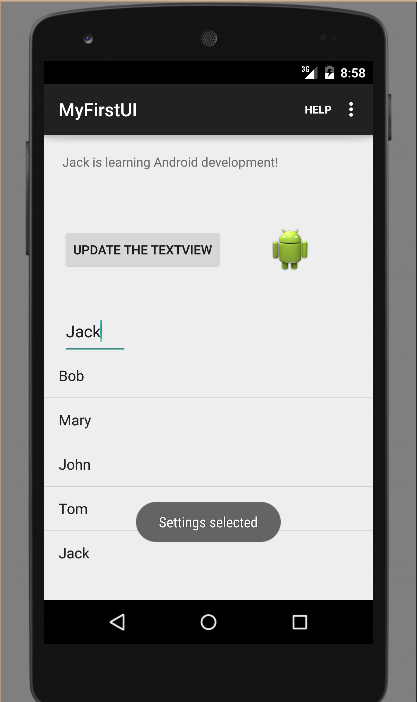 3G 8:58
MyFirstUI HELP
Jack is learning Android development!
UPDATE THE TEXTVIEW
Jack
Bob
Mary
John
Tom
Settings selected
Jack